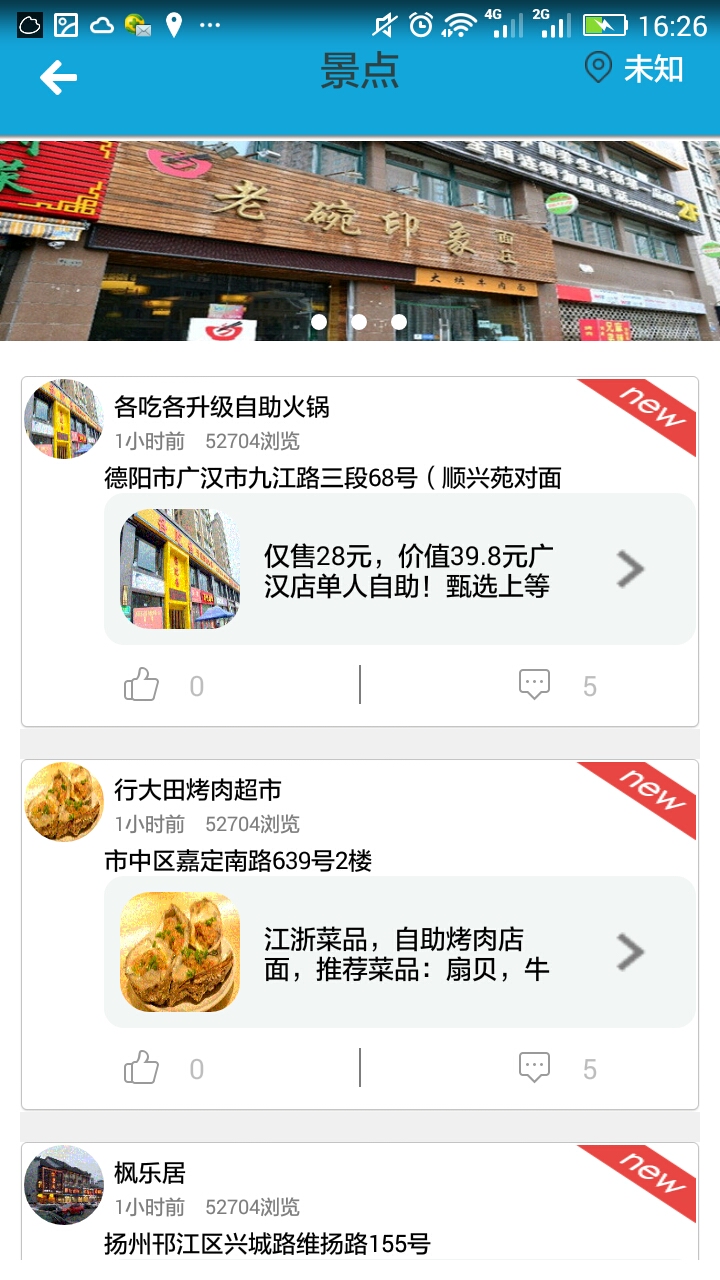 4G
2G
16:26
景点
未知
老碗印象
面庄
大块牛肉面
2F
各吃各升级自助火锅
new
1小时前 52704浏览
德阳市广汉市九江路三段68号（顺兴苑对面
仅售28元，价值39.8元广
汉店单人自助！甄选上等
0
5
行大田烤肉超市
new
1小时前 52704浏览
市中区嘉定南路639号2楼
江浙菜品，自助烤肉店
面，推荐菜品：扇贝，牛
0
5
枫乐居
new
1小时前 52704浏览
扬州邗江区兴城路维扬路155号